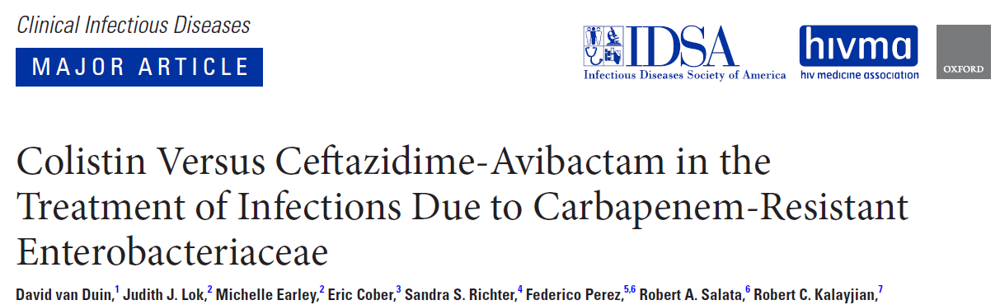 Clinical Infectious Diseases
MAJOR ARTICLE
IDSA
Infectious Diseases Society of America
hivma
hiv medicine association
OXFORD
Colistin Versus Ceftazidime-Avibactam in the
Treatment of Infections Due to Carbapenem-Resistant
Enterobacteriaceae
David van Duin,1 Judith J. Lok,2 Michelle Earley,2 Eric Cober,3 Sandra S. Richter,4 Federico Perez,5,6 Robert A. Salata,6 Robert C. Kalayjian,7